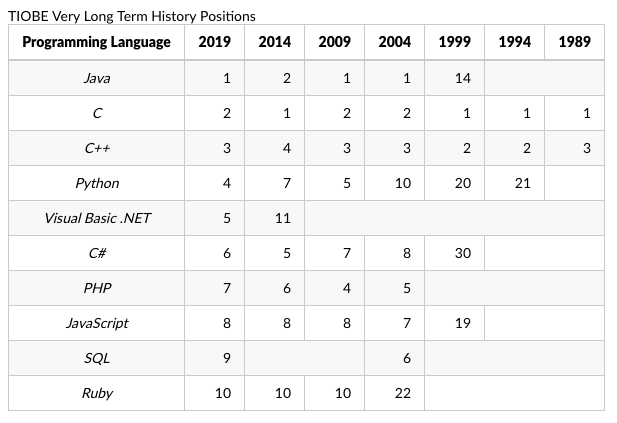 TIOBE Very Long Term History Positions
Programming Language 2019 2014 2009 2004 1999 1994 1989
Java 1 2 1 1 14
C 2 1 2 2 1 1 1
C++ 3 4 3 3 2 2 3
Python 4 7 5 10 20 21
Visual Basic .NET 5 11
C# 6 5 7 8 30
PHP 7 6 4 5
JavaScript 8 8 8 7 19
SQL 9 6
Ruby 10 10 10 22